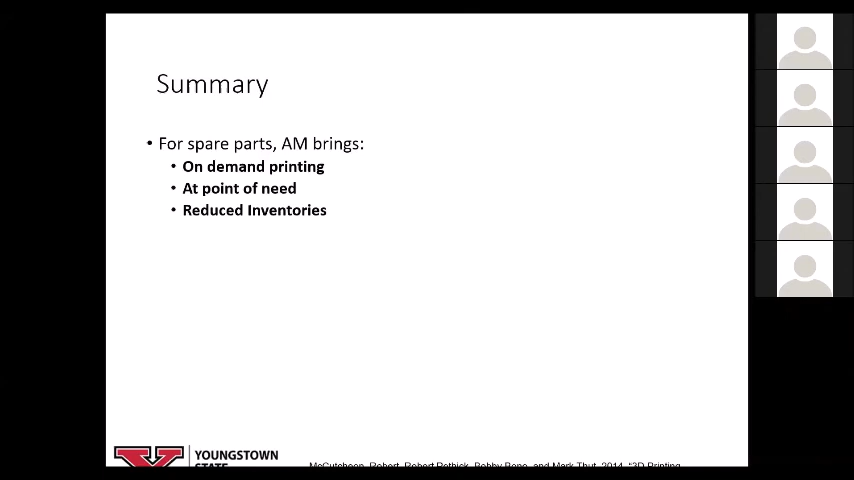 Summary
• For spare parts, AM brings:
• On demand printing
• At point of need
• Reduced Inventories
YOUNGSTOWN
STATE
McCutcheon, Robert, Robert Pethick, Bobby Bono, and Mark Thut. 2014. "3D Printing